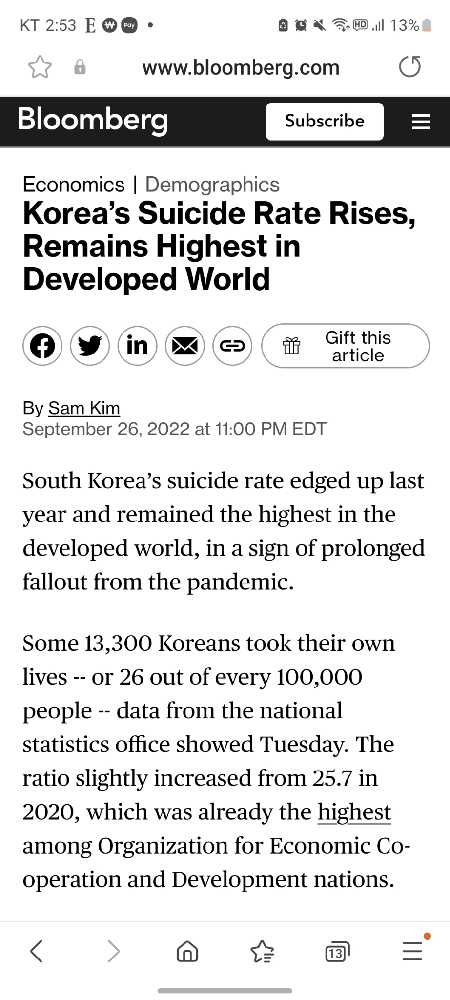 KT 2:53 E ₩ Pay • HD 13%
www.bloomberg.com
Bloomberg Subscribe
Economics | Demographics
Korea’s Suicide Rate Rises,
Remains Highest in
Developed World
in Gift this
article
By Sam Kim
September 26, 2022 at 11:00 PM EDT
South Korea’s suicide rate edged up last
year and remained the highest in the
developed world, in a sign of prolonged
fallout from the pandemic.
Some 13,300 Koreans took their own
lives -- or 26 out of every 100,000
people -- data from the national
statistics office showed Tuesday. The
ratio slightly increased from 25.7 in
2020, which was already the highest
among Organization for Economic Co-
operation and Development nations.
13